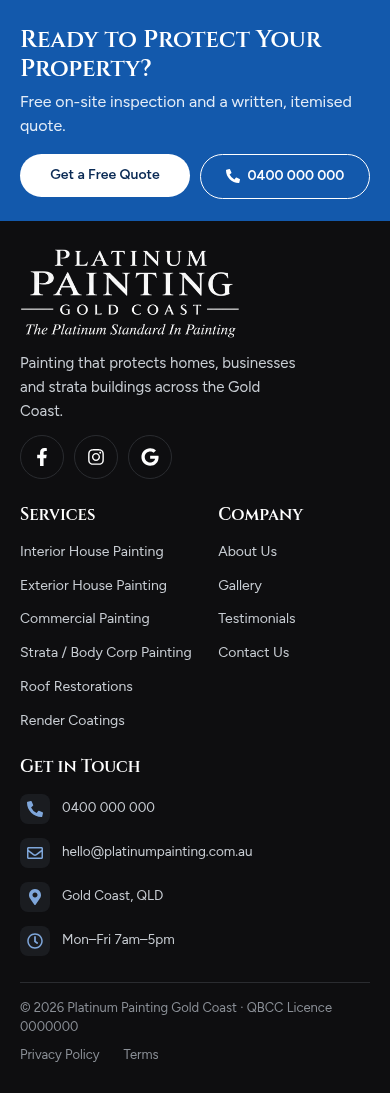 Ready to Protect Your
Property?
Free on-site inspection and a written, itemised
quote.
Get a Free Quote
0400 000 000
Platinum
Painting
Gold Coast
The Platinum Standard In Painting
Painting that protects homes, businesses
and strata buildings across the Gold
Coast.
Services
Interior House Painting
Exterior House Painting
Commercial Painting
Strata / Body Corp Painting
Roof Restorations
Render Coatings
Company
About Us
Gallery
Testimonials
Contact Us
Get in Touch
0400 000 000
hello@platinumpainting.com.au
Gold Coast, QLD
Mon–Fri 7am–5pm
© 2026 Platinum Painting Gold Coast · QBCC Licence
0000000
Privacy Policy
Terms